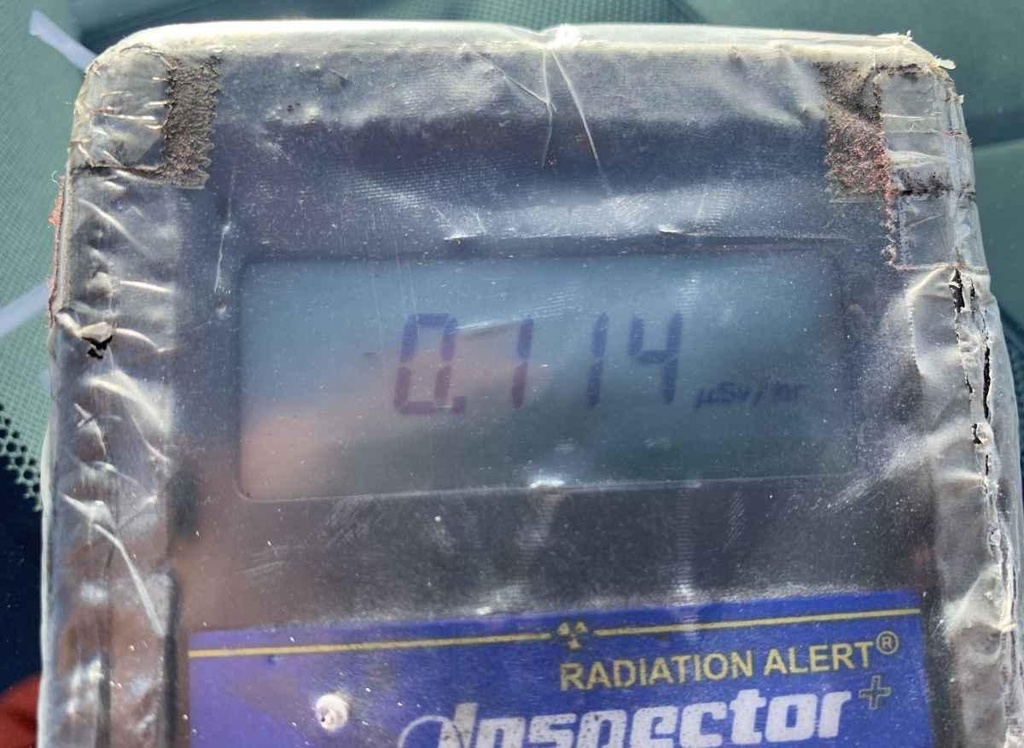 0.114 µSv/hr
RADIATION ALERT®
Inspector+